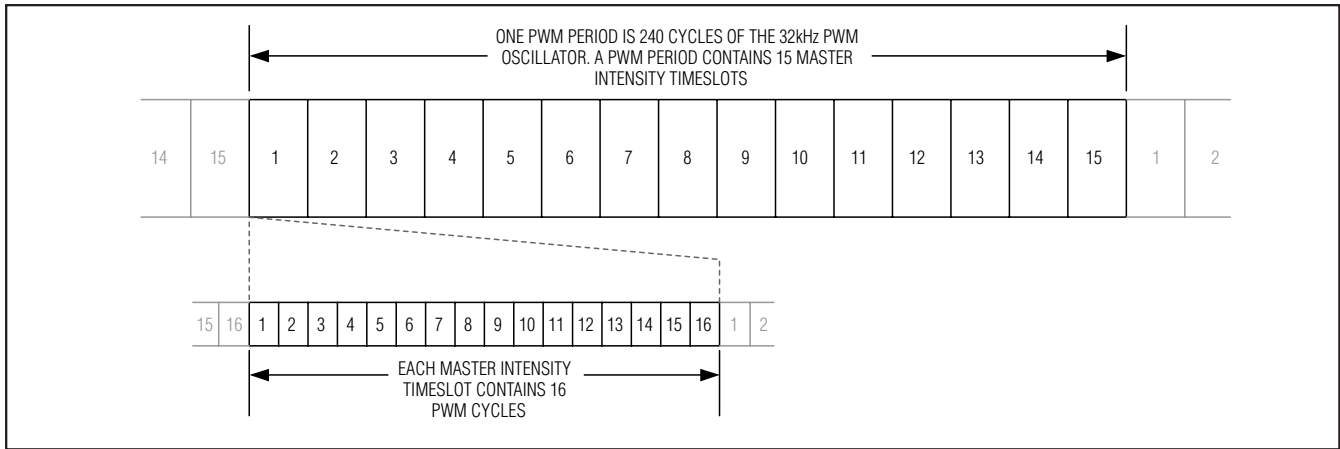 ONE PWM PERIOD IS 240 CYCLES OF THE 32kHz PWM
OSCILLATOR. A PWM PERIOD CONTAINS 15 MASTER
INTENSITY TIMESLOTS
14 15 1 2 3 4 5 6 7 8 9 10 11 12 13 14 15 1 2
15 16 1 2 3 4 5 6 7 8 9 10 11 12 13 14 15 16 1 2
EACH MASTER INTENSITY
TIMESLOT CONTAINS 16
PWM CYCLES